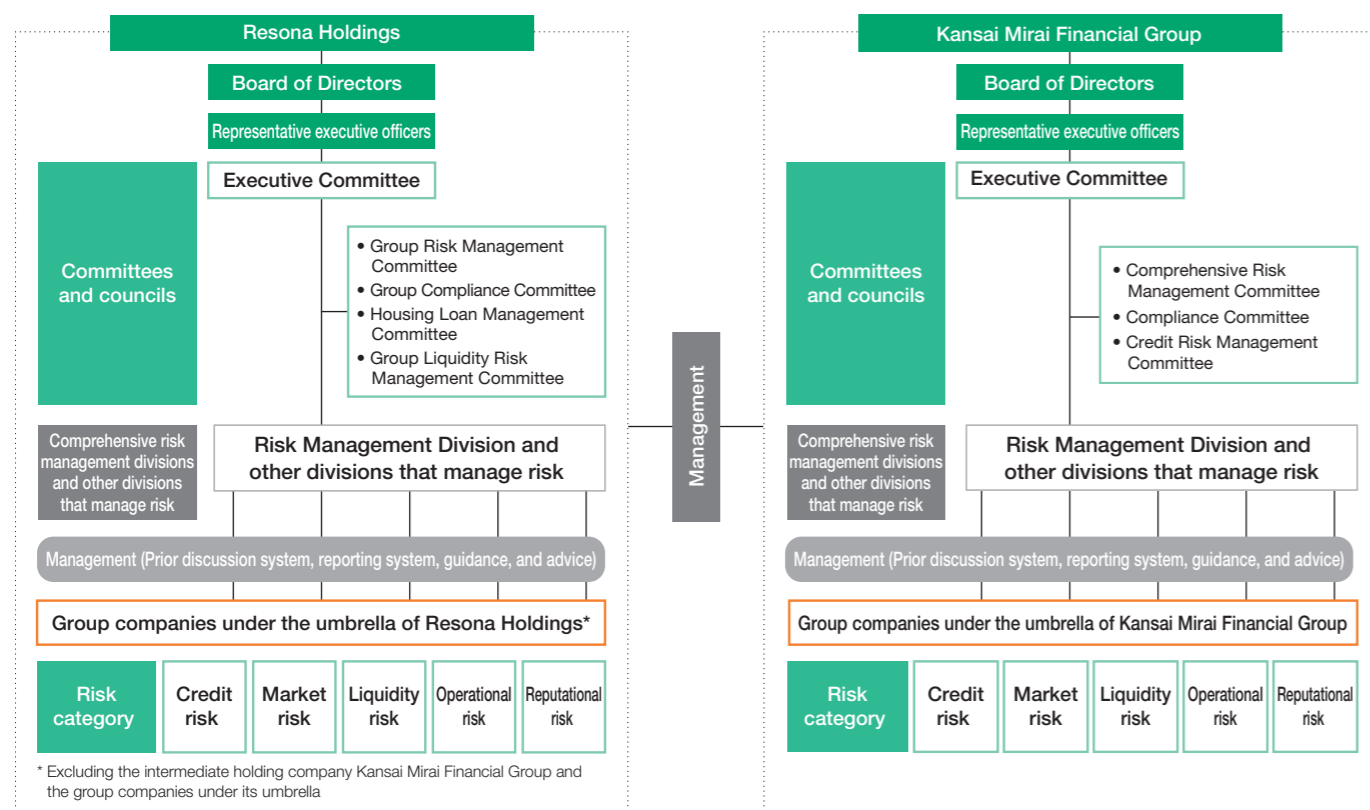 Resona Holdings
Board of Directors
Representative executive officers
Executive Committee
Committees
and councils
• Group Risk Management
Committee
• Group Compliance Committee
• Housing Loan Management
Committee
• Group Liquidity Risk
Management Committee
Comprehensive risk
management divisions
and other divisions
that manage risk
Risk Management Division and
other divisions that manage risk
Management (Prior discussion system, reporting system, guidance, and advice)
Group companies under the umbrella of Resona Holdings*
Risk
category
Credit
risk
Market
risk
Liquidity
risk
Operational
risk
Reputational
risk
* Excluding the intermediate holding company Kansai Mirai Financial Group and
the group companies under its umbrella
Management
Kansai Mirai Financial Group
Board of Directors
Representative executive officers
Executive Committee
Committees
and councils
• Comprehensive Risk
Management Committee
• Compliance Committee
• Credit Risk Management
Committee
Comprehensive risk
management divisions
and other divisions
that manage risk
Risk Management Division and
other divisions that manage risk
Management (Prior discussion system, reporting system, guidance, and advice)
Group companies under the umbrella of Kansai Mirai Financial Group
Risk
category
Credit
risk
Market
risk
Liquidity
risk
Operational
risk
Reputational
risk